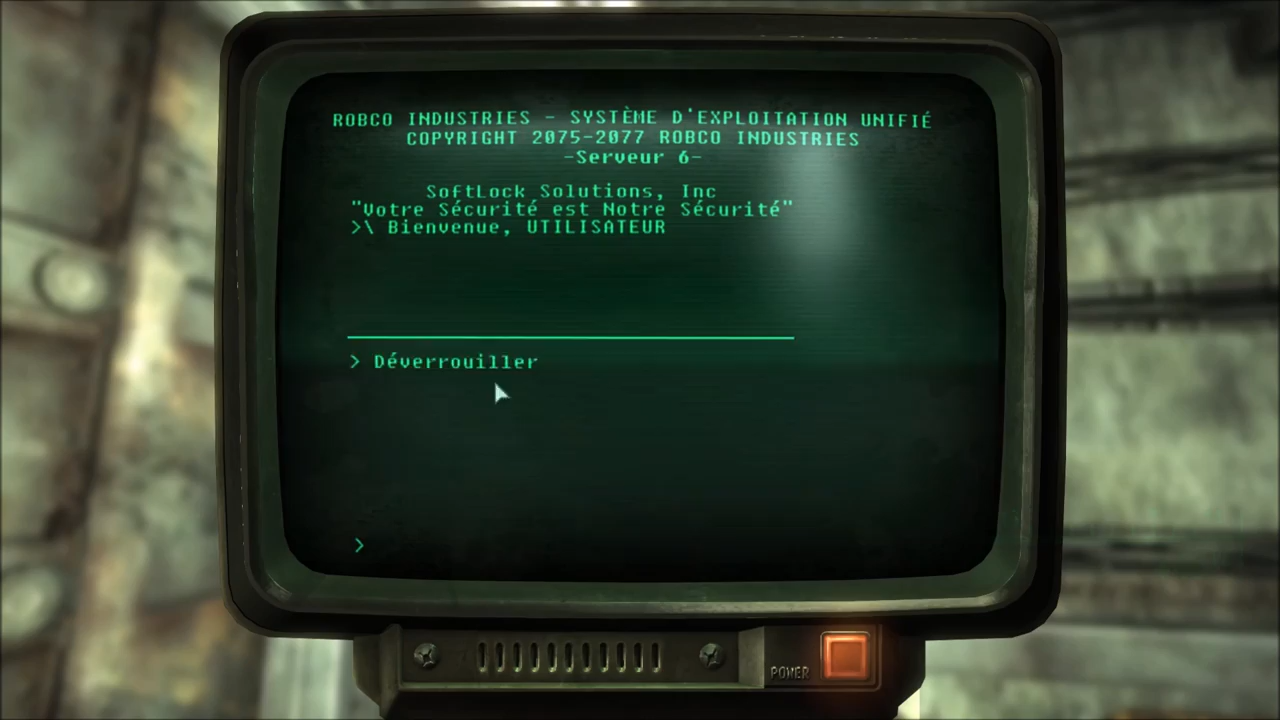 ROBCO INDUSTRIES - SYSTÈME D'EXPLOITATION UNIFIÉ
COPYRIGHT 2075-2077 ROBCO INDUSTRIES
-Serveur 6-
SoftLock Solutions, Inc
"Votre Sécurité est Notre Sécurité"
>\ Bienvenue, UTILISATEUR
> Déverrouiller
>
POWER